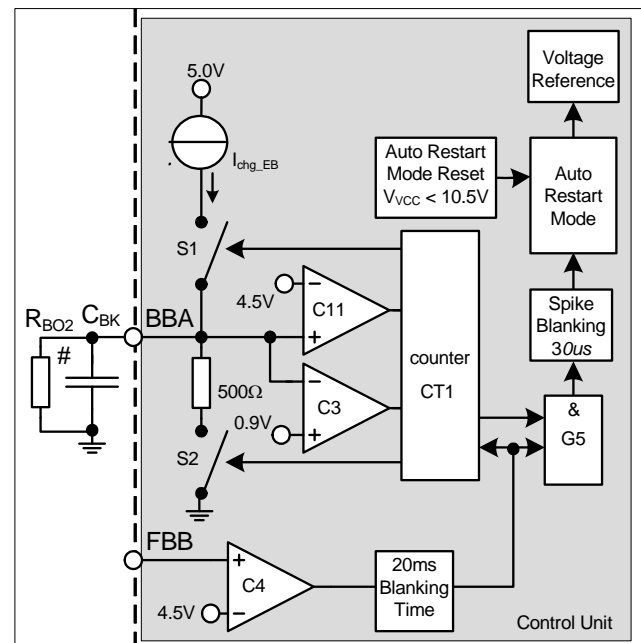 5.0V
Voltage
Reference
I_chg_EB
Auto Restart
Mode Reset
V_VCC < 10.5V
Auto
Restart
Mode
S1
4.5V
C11
R_BO2
C_BK
BBA
#
Spike
Blanking
30us
counter
CT1
500Ω
C3
0.9V
&
G5
S2
FBB
C4
20ms
Blanking
Time
4.5V
Control Unit